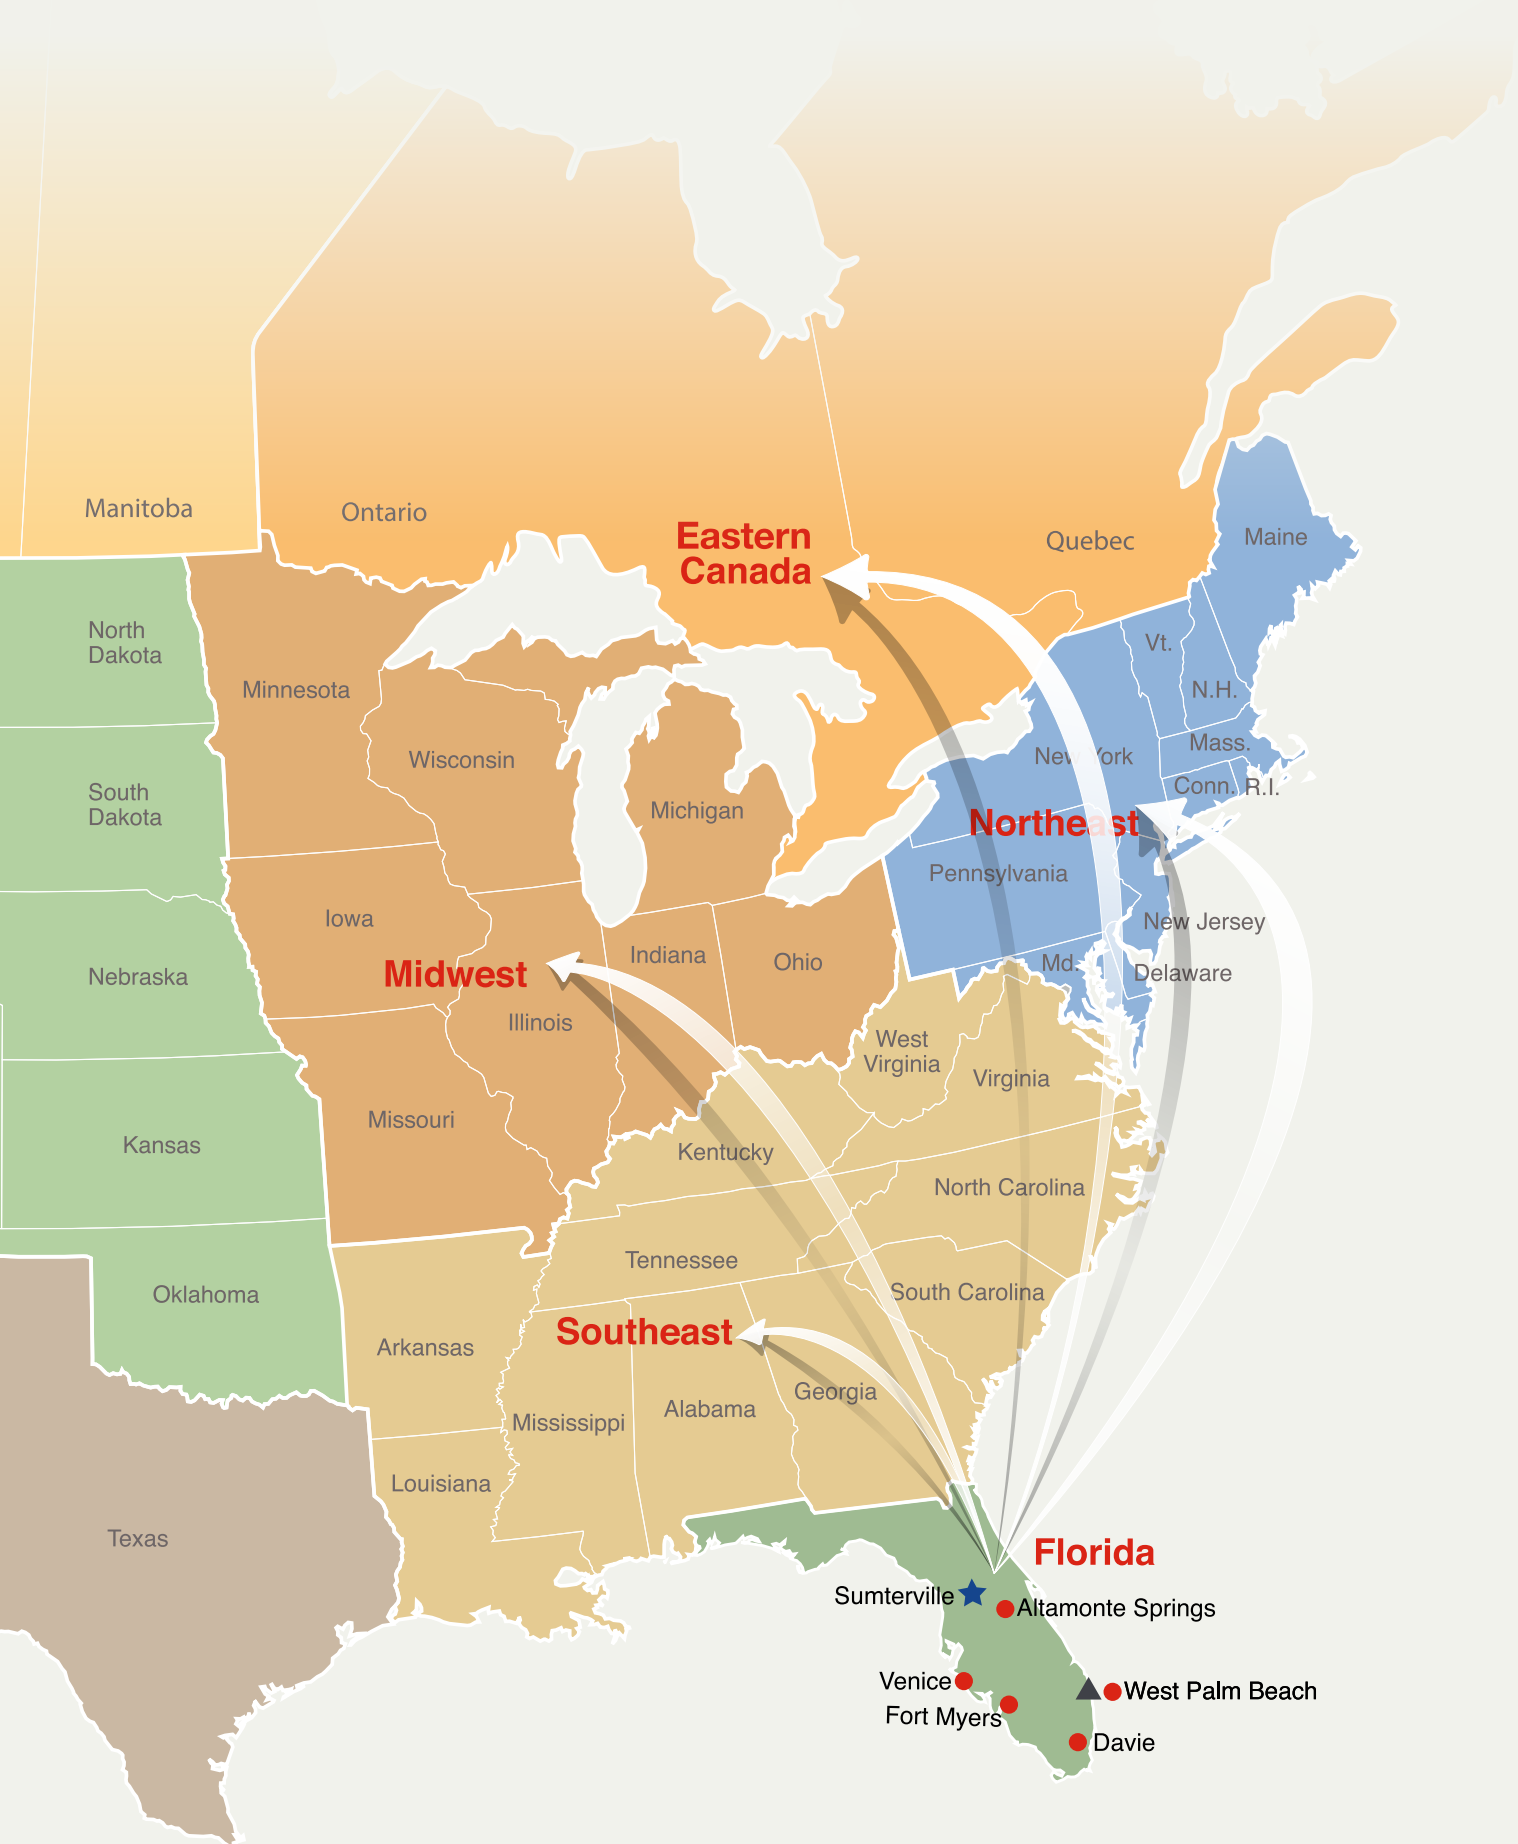 Manitoba
Ontario
Eastern
Canada
Quebec
Maine
North
Dakota
Minnesota
Vt.
N.H.
Wisconsin
New York
Mass.
South
Dakota
Michigan
Conn.
R.I.
Northeast
Pennsylvania
Iowa
New Jersey
Nebraska
Midwest
Indiana
Ohio
Md.
Delaware
Illinois
West
Virginia
Virginia
Missouri
Kansas
Kentucky
North Carolina
Tennessee
Oklahoma
South Carolina
Southeast
Arkansas
Georgia
Mississippi
Alabama
Louisiana
Texas
Florida
Sumterville
Altamonte Springs
Venice
West Palm Beach
Fort Myers
Davie